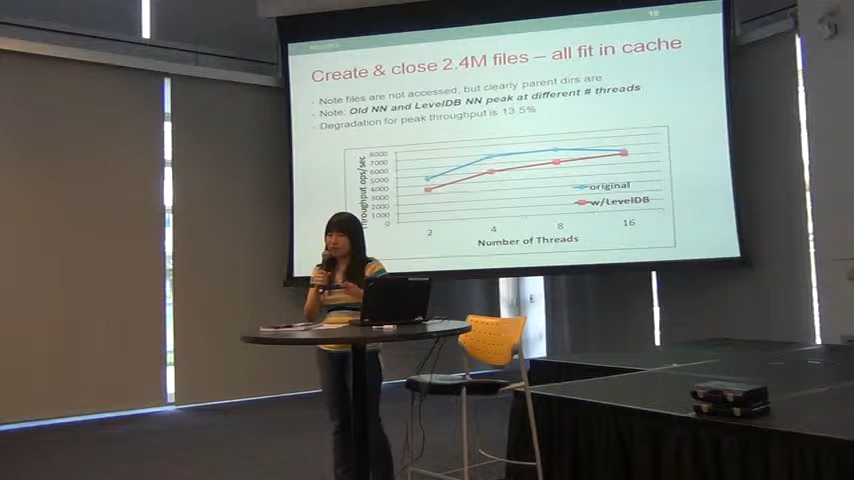 18
Create & close 2.4M files – all fit in cache
Note files are not accessed, but clearly parent dirs are
Note: Old NN and LevelDB NN peak at different # threads
Degradation for peak throughput is 13.5%
Throughput ops/sec.
8000
7000
6000
5000
4000
3000
2000
1000
0
2 4 8 16
Number of Threads
original
w/LevelDB